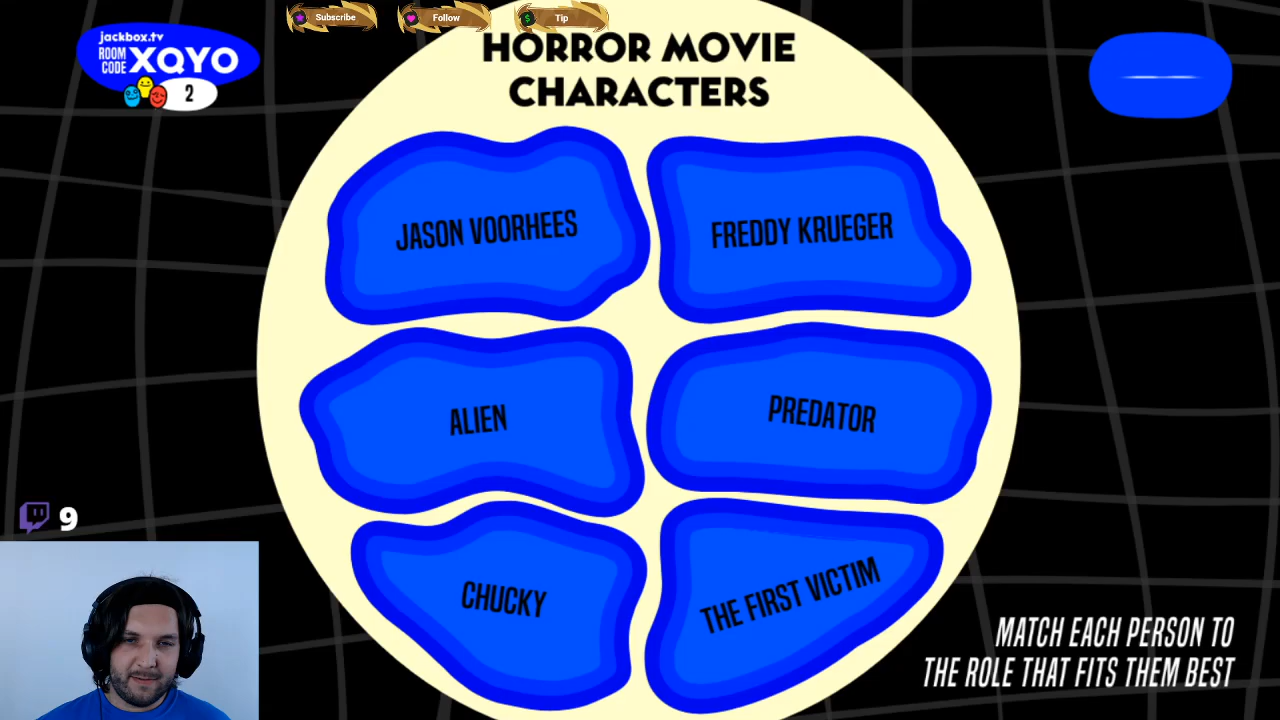 Subscribe
Follow
Tip
jackbox.tv
ROOM
CODE
XQYO
2
HORROR MOVIE
CHARACTERS
JASON VOORHEES
FREDDY KRUEGER
ALIEN
PREDATOR
CHUCKY
THE FIRST VICTIM
9
MATCH EACH PERSON TO
THE ROLE THAT FITS THEM BEST